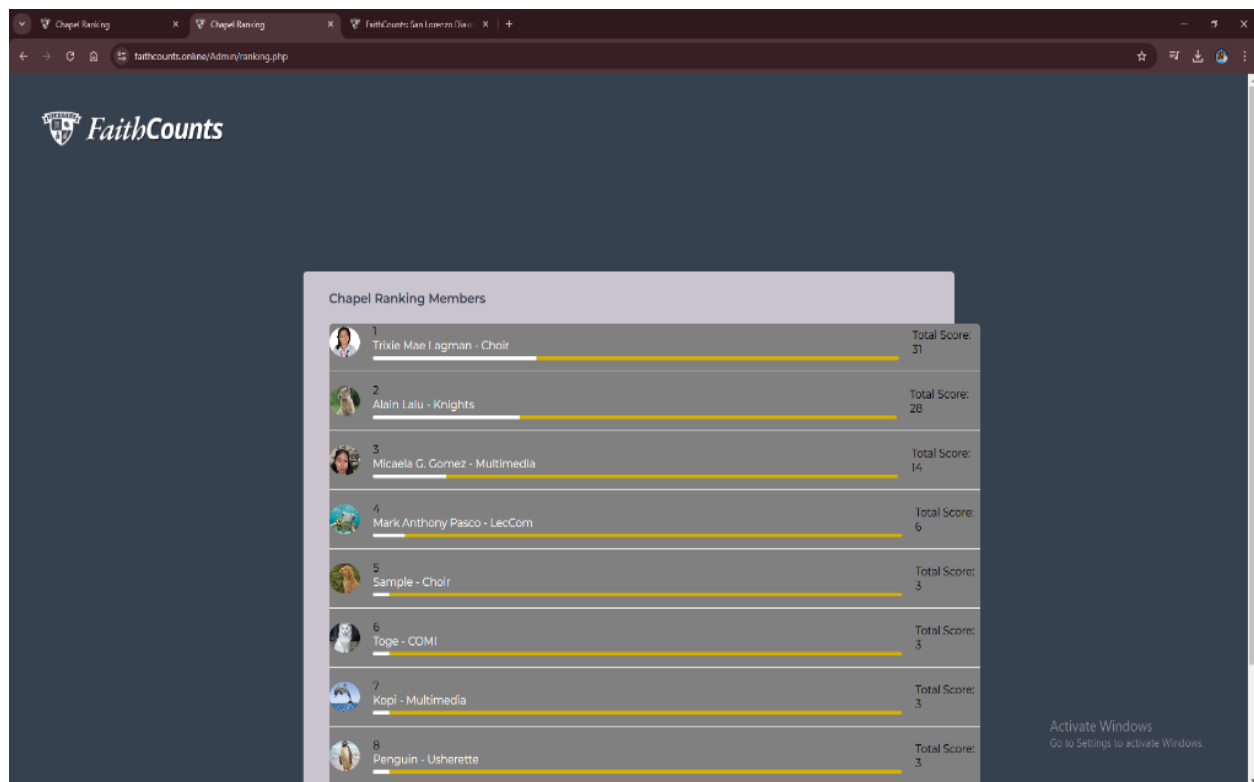 Chapel Ranking
Chapel Ranking
FaithCounts: San Lorenzo
faithcounts.online/Admin/ranking.php
FaithCounts
Chapel Ranking Members
1
Trixie Mae Lagman - Choir
Total Score:
31
2
Alain Lalu - Knights
Total Score:
28
3
Micaela G. Gomez - Multimedia
Total Score:
14
4
Mark Anthony Pasco - LecCom
Total Score:
6
5
Sample - Choir
Total Score:
3
6
Toge - COMI
Total Score:
3
7
Kopi - Multimedia
Total Score:
3
8
Penguin - Usherette
Total Score:
3
Activate Windows
Go to Settings to activate Windows.